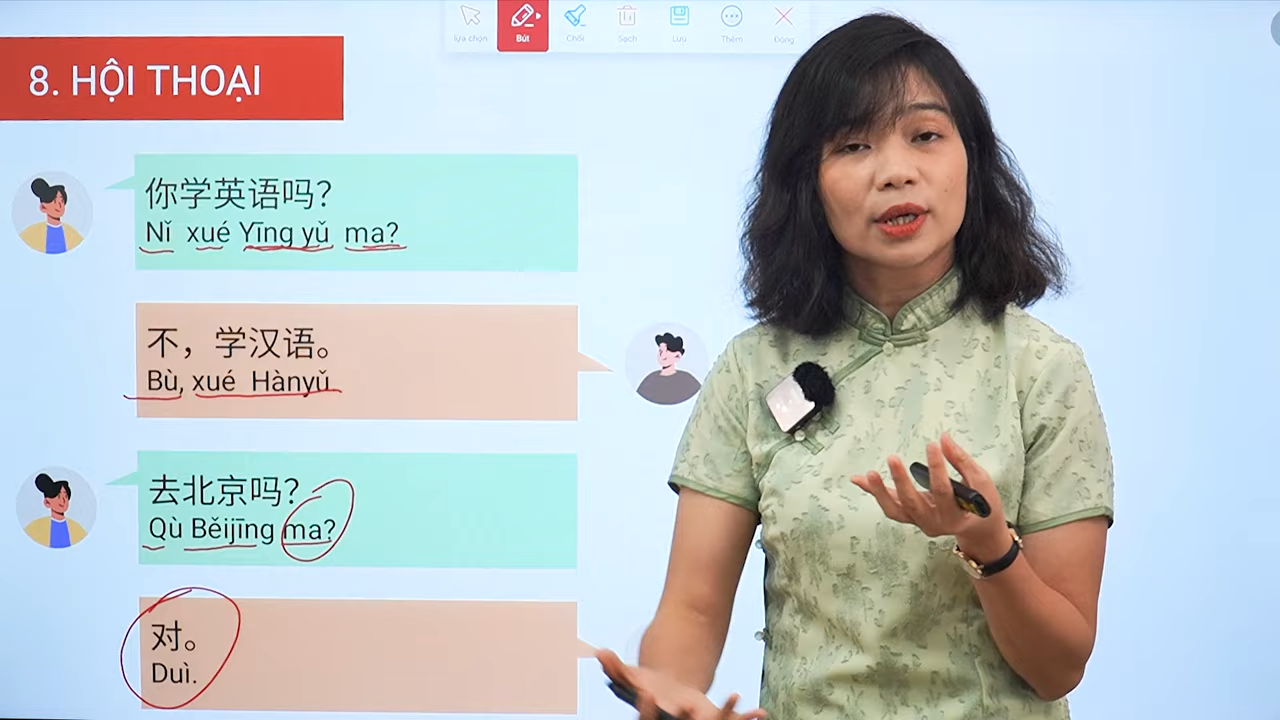 lựa chọn Bút Chổi Sạch Lưu Thêm Đóng
8. HỘI THOẠI
你学英语吗?
Nǐ xué Yīng yǔ ma?
不，学汉语。
Bù, xué Hànyǔ.
去北京吗?
Qù Běijīng ma?
对。
Duì.